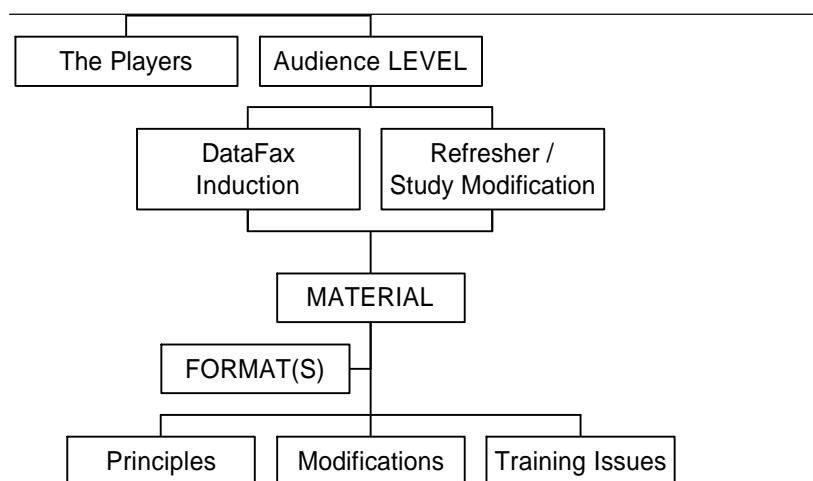 The Players
Audience LEVEL
DataFax
Induction
Refresher /
Study Modification
MATERIAL
FORMAT(S)
Principles
Modifications
Training Issues